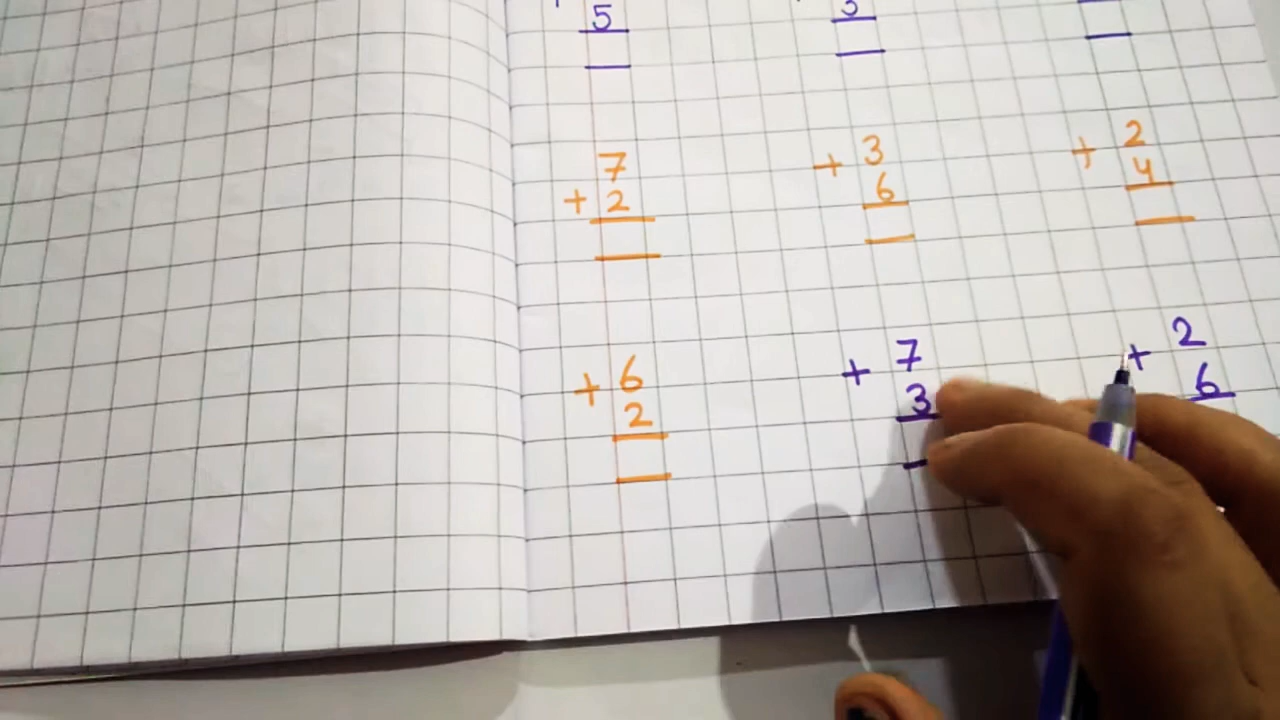 5 3
7 + 3 + 2
+ 2 6 4
+ 6 + 7 + 2
2 3 6